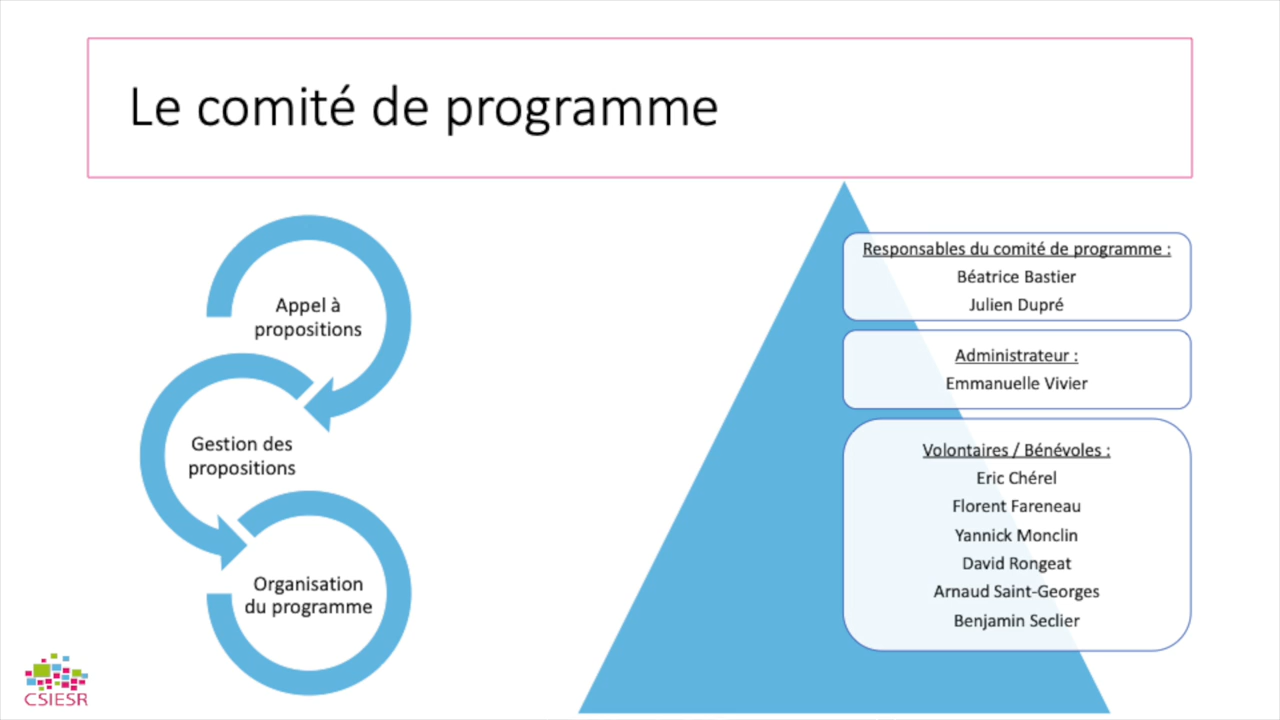 Le comité de programme
Appel à
propositions
Gestion des
propositions
Organisation
du programme
Responsables du comité de programme :
Béatrice Bastier
Julien Dupré
Administrateur :
Emmanuelle Vivier
Volontaires / Bénévoles :
Eric Chérel
Florent Fareneau
Yannick Monclin
David Rongeat
Arnaud Saint-Georges
Benjamin Seclier
CSIESR